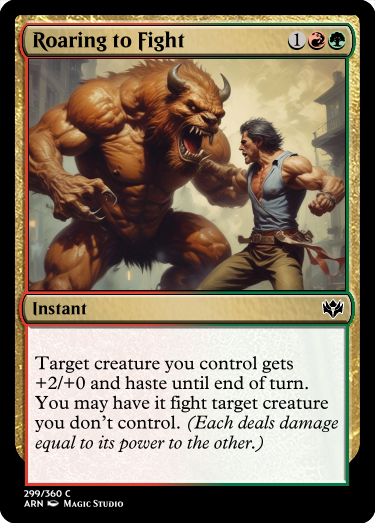 Roaring to Fight 1
Instant
Target creature you control gets
+2/+0 and haste until end of turn.
You may have it fight target creature
you don't control. (Each deals damage
equal to its power to the other.)
299/360 C
ARN Magic Studio